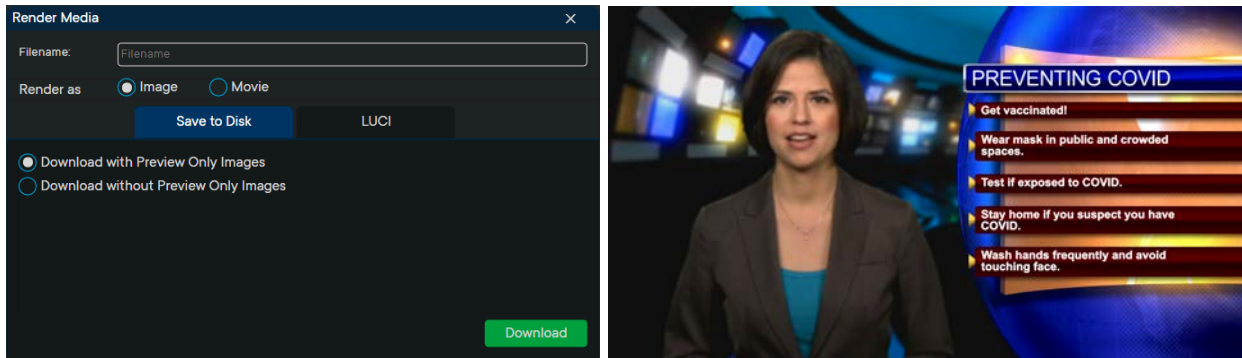 Render Media
Filename:
Filename
Render as
Image
Movie
Save to Disk
LUCI
Download with Preview Only Images
Download without Preview Only Images
Download
PREVENTING COVID
Get vaccinated!
Wear mask in public and crowded
spaces.
Test if exposed to COVID.
Stay home if you suspect you have
COVID.
Wash hands frequently and avoid
touching face.